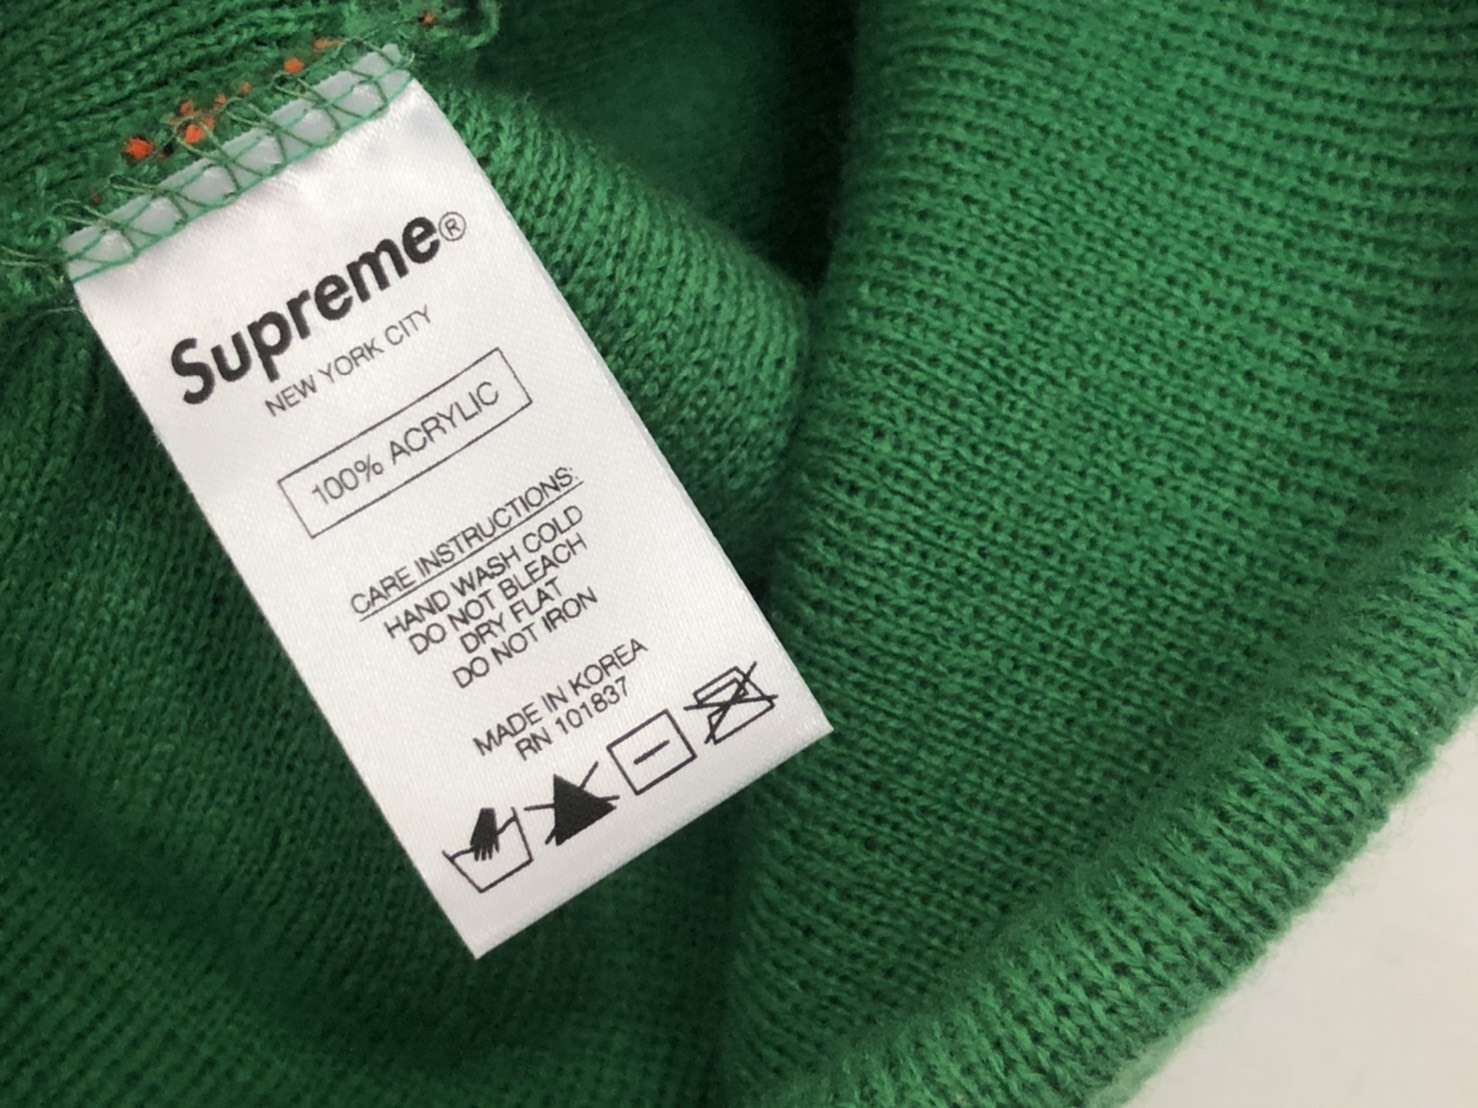 Supreme®
NEW YORK CITY
100% ACRYLIC
CARE INSTRUCTIONS:
HAND WASH COLD
DO NOT BLEACH
DRY FLAT
DO NOT IRON
MADE IN KOREA
RN 101837